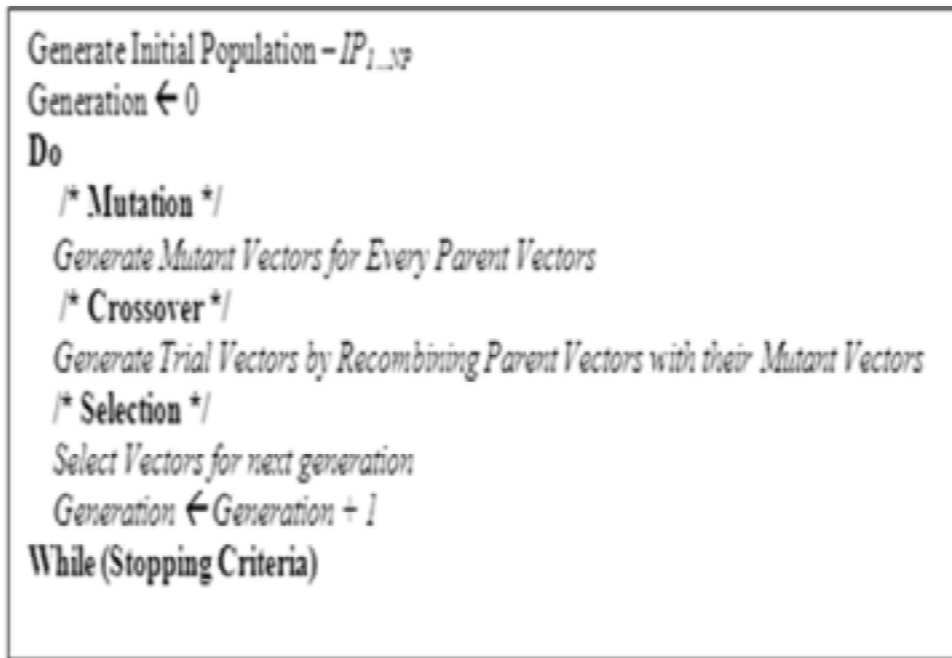 Generate Initial Population – IP1...NP
Generation ← 0
Do
/* Mutation */
Generate Mutant Vectors for Every Parent Vectors
/* Crossover */
Generate Trial Vectors by Recombining Parent Vectors with their Mutant Vectors
/* Selection */
Select Vectors for next generation
Generation ← Generation + 1
While (Stopping Criteria)